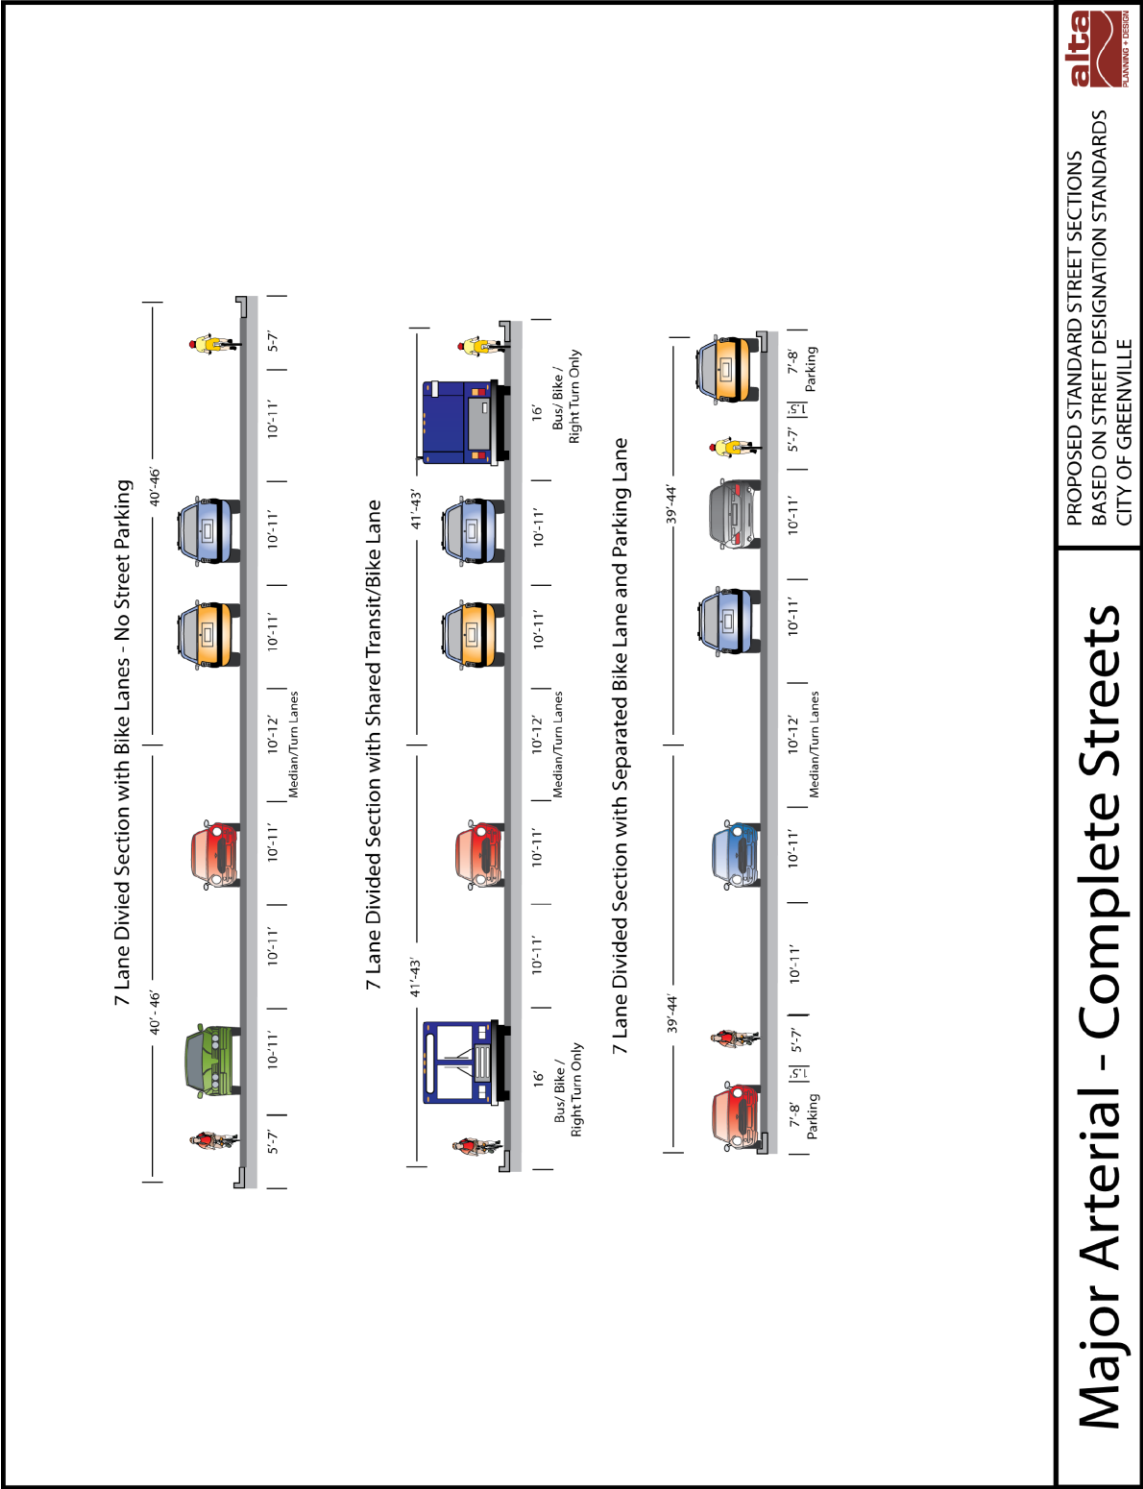 7 Lane Divied Section with Bike Lanes - No Street Parking
40' - 46'
40'-46'
5'-7'
10-'11'
10'-11'
10'-11'
10'-12'
10'-11'
10'-11'
10'-11'
5-7'
Median/Turn Lanes
7 Lane Divided Section with Shared Transit/Bike Lane
41'-43'
41'-43'
16'
10'-11'
10'-11'
10'-12'
10'-11'
10'-11'
16'
Bus/ Bike /
Right Turn Only
Median/Turn Lanes
Bus/ Bike /
Right Turn Only
7 Lane Divided Section with Separated Bike Lane and Parking Lane
39'-44'
39'-44'
7'-8'
1.5'
5'-7'
10'-11'
10'-11'
10'-12'
10'-11'
10'-11'
5'-7'
1.5'
7'-8'
Parking
Median/Turn Lanes
Parking
Major Arterial - Complete Streets
PROPOSED STANDARD STREET SECTIONS
BASED ON STREET DESIGNATION STANDARDS
CITY OF GREENVILLE
alta
PLANNING + DESIGN